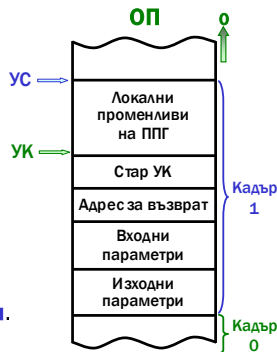 ОП
0
УС
Локални
променливи
на ППГ
УК
Стар УК
Адрес за възврат
Кадър
1
Входни
параметри
Изходни
параметри
.
Кадър
0